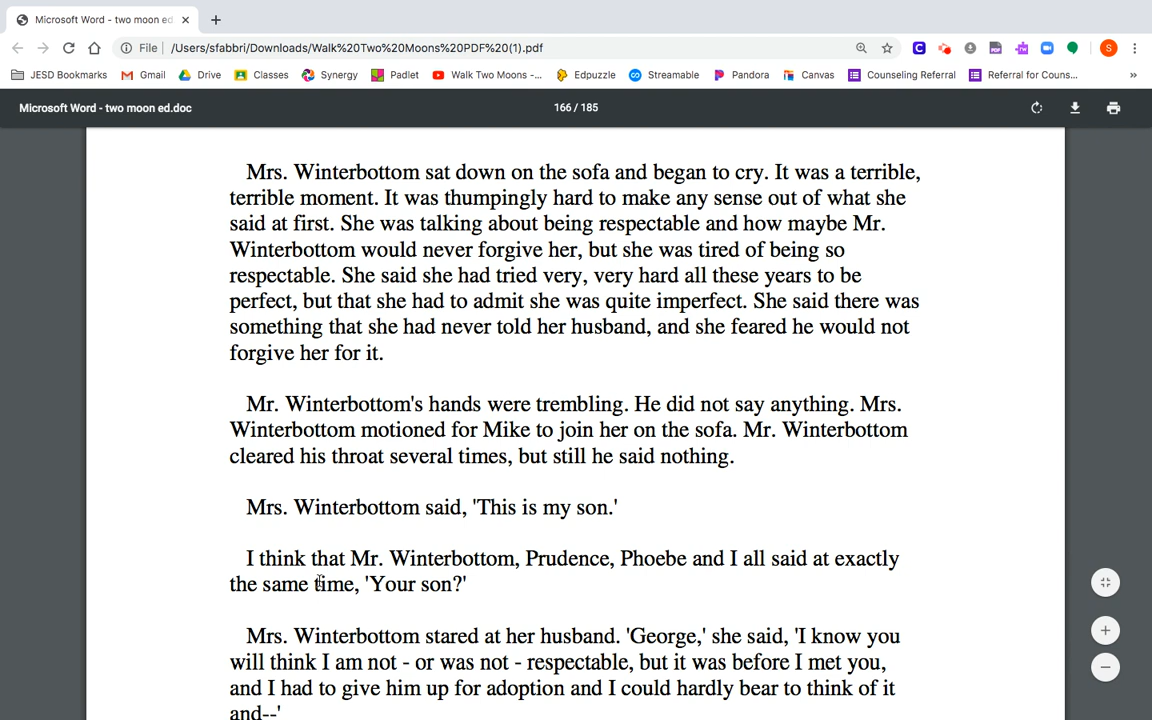 Microsoft Word - two moon ed
File /Users/sfabbri/Downloads/Walk%20Two%20Moons%20PDF%20(1).pdf
JESD Bookmarks Gmail Drive Classes Synergy Padlet Walk Two Moons -... Edpuzzle Streamable Pandora Canvas Counseling Referral Referral for Couns... »
Microsoft Word - two moon ed.doc 166 / 185
Mrs. Winterbottom sat down on the sofa and began to cry. It was a terrible,
terrible moment. It was thumpingly hard to make any sense out of what she
said at first. She was talking about being respectable and how maybe Mr.
Winterbottom would never forgive her, but she was tired of being so
respectable. She said she had tried very, very hard all these years to be
perfect, but that she had to admit she was quite imperfect. She said there was
something that she had never told her husband, and she feared he would not
forgive her for it.
Mr. Winterbottom's hands were trembling. He did not say anything. Mrs.
Winterbottom motioned for Mike to join her on the sofa. Mr. Winterbottom
cleared his throat several times, but still he said nothing.
Mrs. Winterbottom said, 'This is my son.'
I think that Mr. Winterbottom, Prudence, Phoebe and I all said at exactly
the same time, 'Your son?'
Mrs. Winterbottom stared at her husband. 'George,' she said, 'I know you
will think I am not - or was not - respectable, but it was before I met you,
and I had to give him up for adoption and I could hardly bear to think of it
and--'